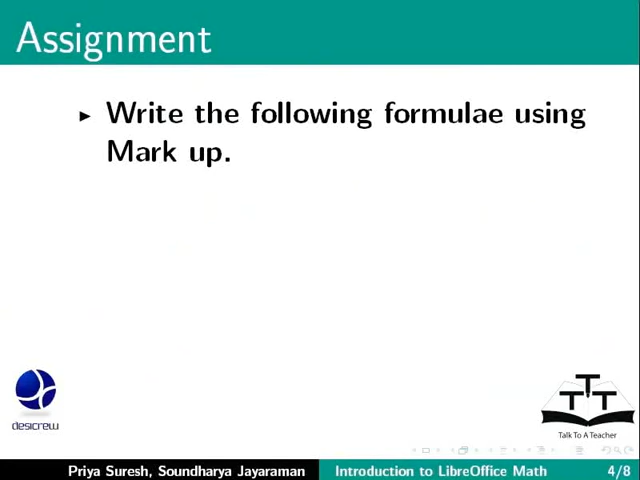 Assignment
Write the following formulae using
Mark up.
desicrew
TTT
Talk To A Teacher
Priya Suresh, Soundharya Jayaraman Introduction to LibreOffice Math 4/8